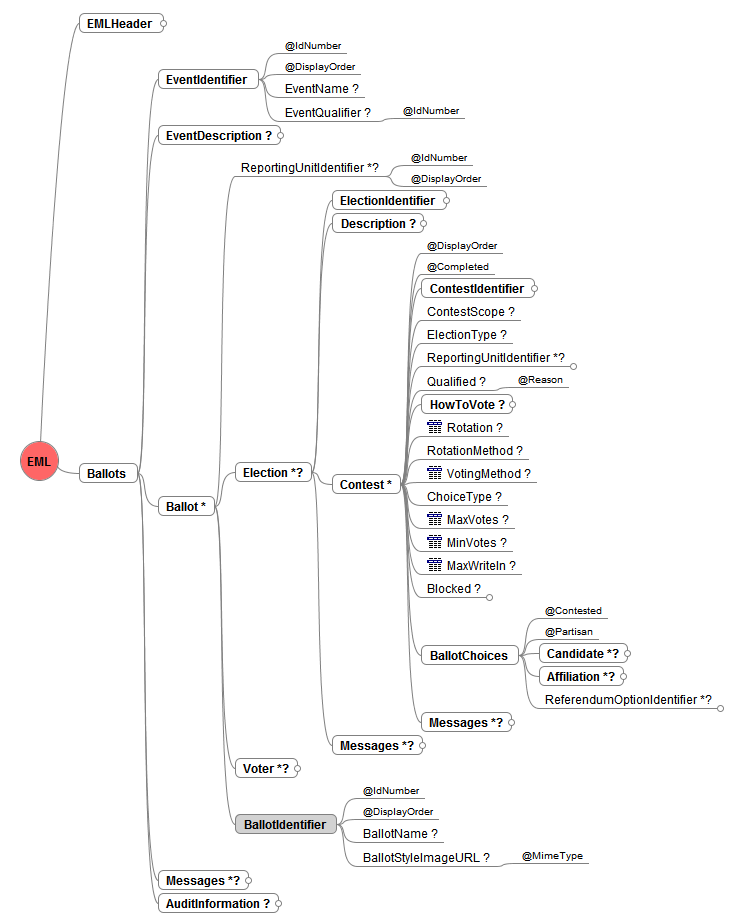 EMLHeader
@IdNumber
@DisplayOrder
EventIdentifier
EventName ?
EventQualifier ?
@IdNumber
EventDescription ?
ReportingUnitIdentifier *?
@IdNumber
@DisplayOrder
ElectionIdentifier
Description ?
@DisplayOrder
@Completed
ContestIdentifier
ContestScope ?
ElectionType ?
ReportingUnitIdentifier *?
Qualified ?
@Reason
HowToVote ?
Rotation ?
RotationMethod ?
EML
Ballots
Election *?
VotingMethod ?
Contest *
ChoiceType ?
Ballot *
MaxVotes ?
MinVotes ?
MaxWriteIn ?
Blocked ?
@Contested
@Partisan
BallotChoices
Candidate *?
Affiliation *?
ReferendumOptionIdentifier *?
Messages *?
Messages *?
Voter *?
@IdNumber
@DisplayOrder
BallotIdentifier
BallotName ?
BallotStyleImageURL ?
@MimeType
Messages *?
AuditInformation ?